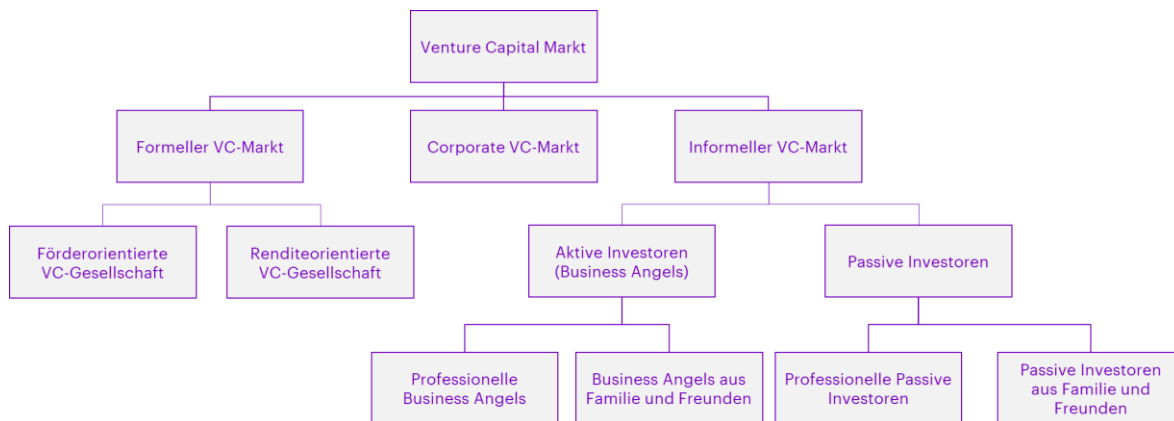 Venture Capital Markt
Formeller VC-Markt
Corporate VC-Markt
Informeller VC-Markt
Förderorientierte
VC-Gesellschaft
Renditeorientierte
VC-Gesellschaft
Aktive Investoren
(Business Angels)
Passive Investoren
Professionelle
Business Angels
Business Angels aus
Familie und Freunden
Professionelle Passive
Investoren
Passive Investoren
aus Familie und
Freunden